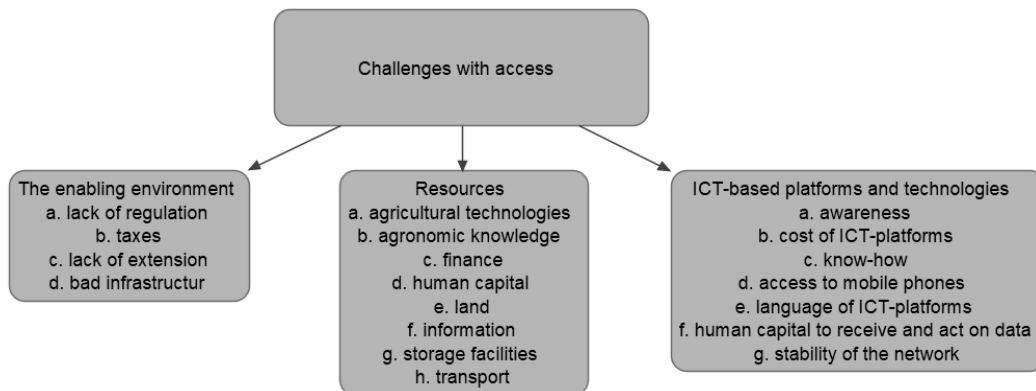 Challenges with access
The enabling environment
a. lack of regulation
b. taxes
c. lack of extension
d. bad infrastructur
Resources
a. agricultural technologies
b. agronomic knowledge
c. finance
d. human capital
e. land
f. information
g. storage facilities
h. transport
ICT-based platforms and technologies
a. awareness
b. cost of ICT-platforms
c. know-how
d. access to mobile phones
e. language of ICT-platforms
f. human capital to receive and act on data
g. stability of the network